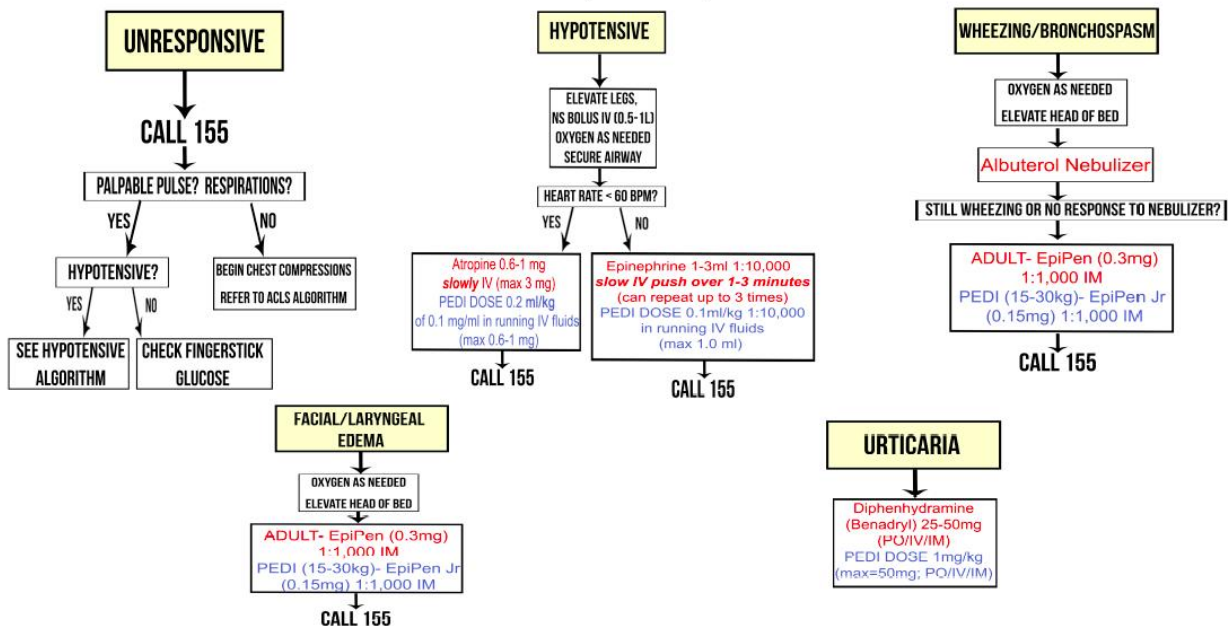 UNRESPONSIVE
CALL 155
PALPABLE PULSE? RESPIRATIONS?
YES
NO
HYPOTENSIVE?
BEGIN CHEST COMPRESSIONS
REFER TO ACLS ALGORITHM
YES
NO
SEE HYPOTENSIVE
ALGORITHM
CHECK FINGERSTICK
GLUCOSE
HYPOTENSIVE
ELEVATE LEGS,
NS BOLUS IV (0.5-1L)
OXYGEN AS NEEDED
SECURE AIRWAY
HEART RATE < 60 BPM?
YES
NO
Atropine 0.6-1 mg
slowly IV (max 3 mg)
PEDI DOSE 0.2 ml/kg
of 0.1 mg/ml in running IV fluids
(max 0.6-1 mg)
CALL 155
Epinephrine 1-3ml 1:10,000
slow IV push over 1-3 minutes
(can repeat up to 3 times)
PEDI DOSE 0.1ml/kg 1:10,000
in running IV fluids
(max 1.0 ml)
CALL 155
WHEEZING/BRONCHOSPASM
OXYGEN AS NEEDED
ELEVATE HEAD OF BED
Albuterol Nebulizer
STILL WHEEZING OR NO RESPONSE TO NEBULIZER?
ADULT- EpiPen (0.3mg)
1:1,000 IM
PEDI (15-30kg)- EpiPen Jr
(0.15mg) 1:1,000 IM
CALL 155
FACIAL/LARYNGEAL
EDEMA
OXYGEN AS NEEDED
ELEVATE HEAD OF BED
ADULT- EpiPen (0.3mg)
1:1,000 IM
PEDI (15-30kg)- EpiPen Jr
(0.15mg) 1:1,000 IM
CALL 155
URTICARIA
Diphenhydramine
(Benadryl) 25-50mg
(PO/IV/IM)
PEDI DOSE 1mg/kg
(max=50mg; PO/IV/IM)